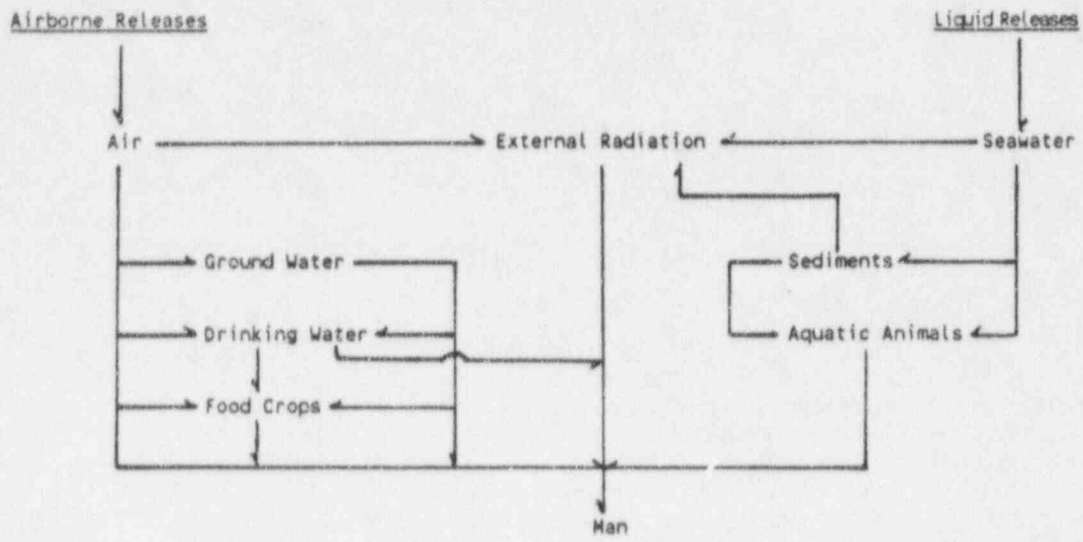 Airborne Releases
Liquid Releases
Air
External Radiation
Seawater
Ground Water
Sediments
Drinking Water
Aquatic Animals
Food Crops
Man